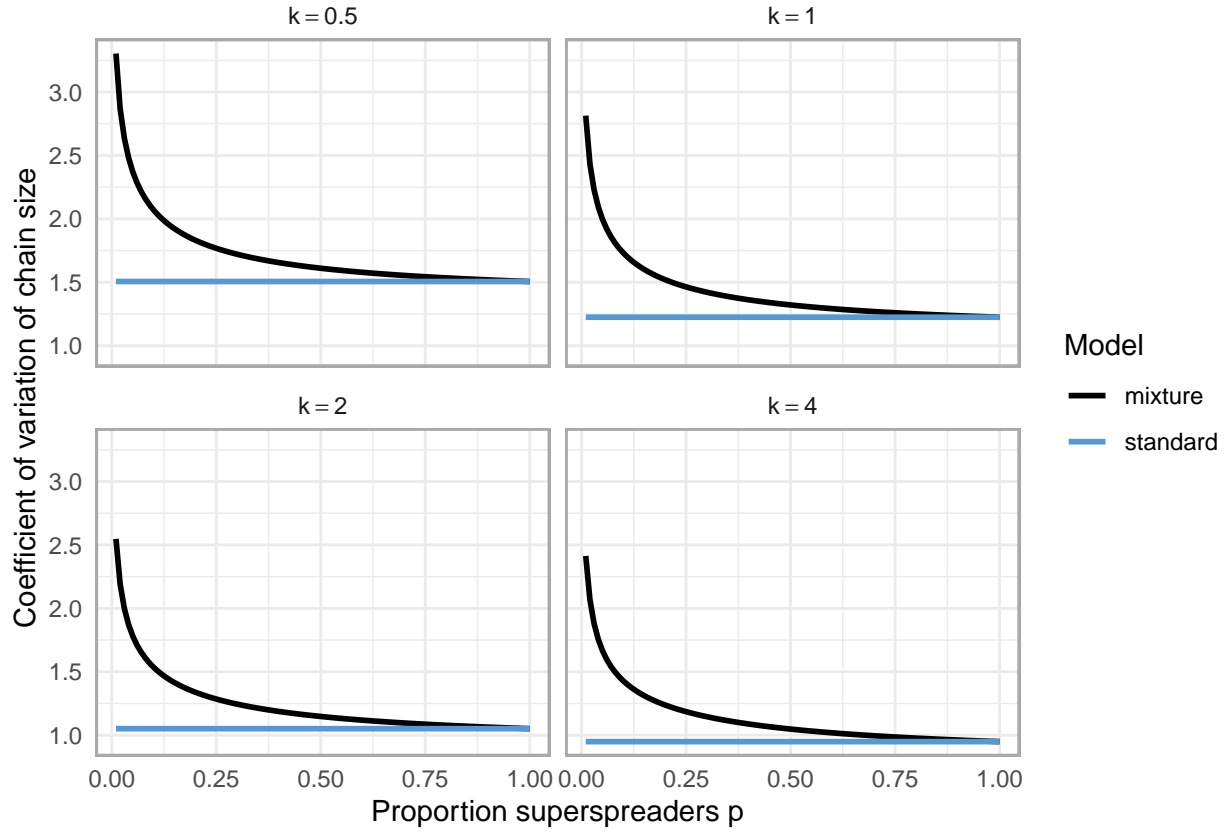 k = 0.5
k = 1
3.0
2.5
2.0
1.5
1.0
k = 2
k = 4
3.0
2.5
2.0
1.5
1.0
0.00 0.25 0.50 0.75 1.00 0.00 0.25 0.50 0.75 1.00
Proportion superspreaders p
Coefficient of variation of chain size
Model
mixture
standard